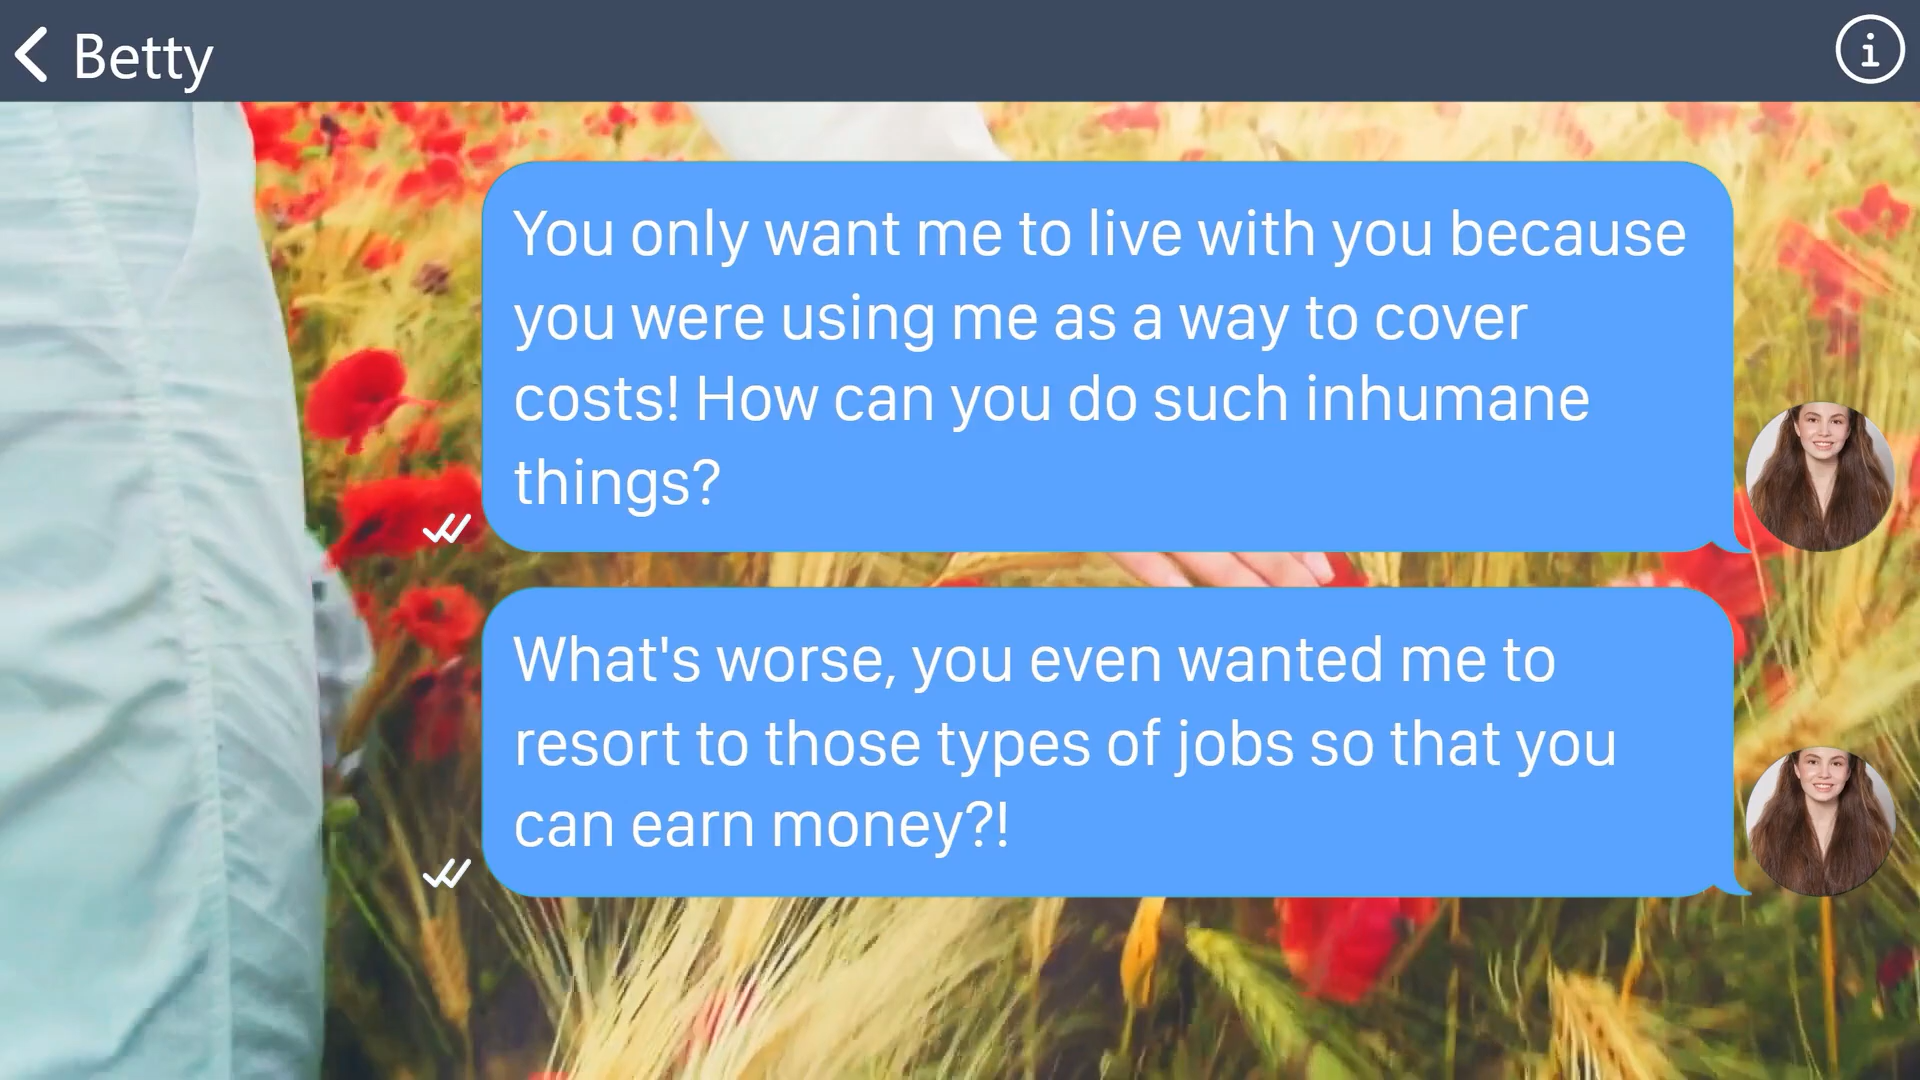 Betty
You only want me to live with you because
you were using me as a way to cover
costs! How can you do such inhumane
things?
What's worse, you even wanted me to
resort to those types of jobs so that you
can earn money?!